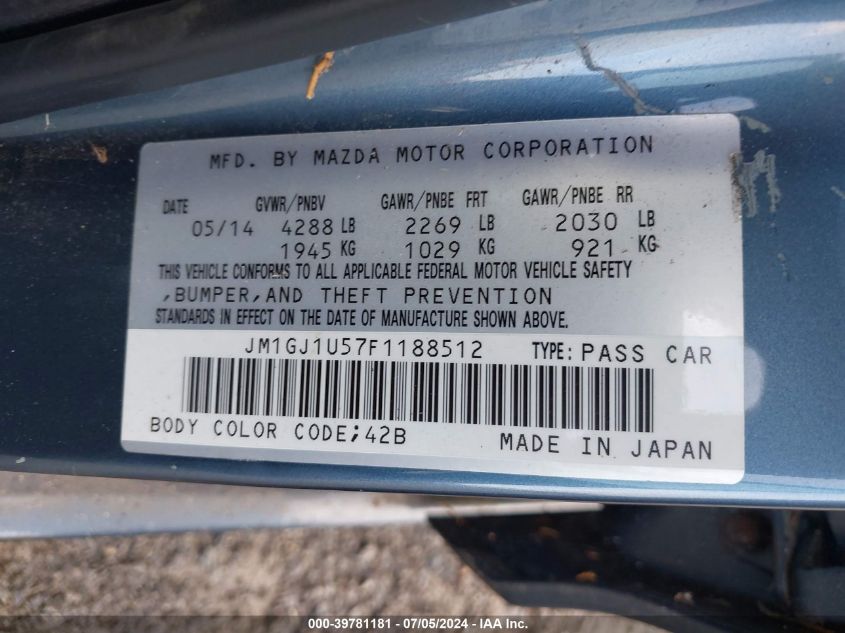 MFD. BY MAZDA MOTOR CORPORATION
DATE GVWR/PNBV GAWR/PNBE FRT GAWR/PNBE RR
05/14 4288 LB 2269 LB 2030 LB
1945 KG 1029 KG 921 KG
THIS VEHICLE CONFORMS TO ALL APPLICABLE FEDERAL MOTOR VEHICLE SAFETY
,BUMPER,AND THEFT PREVENTION
STANDARDS IN EFFECT ON THE DATE OF MANUFACTURE SHOWN ABOVE.
JM1GJ1U57F1188512 TYPE: PASS CAR
BODY COLOR CODE;42B
MADE IN JAPAN
000-39781181 - 07/05/2024 - IAA Inc.